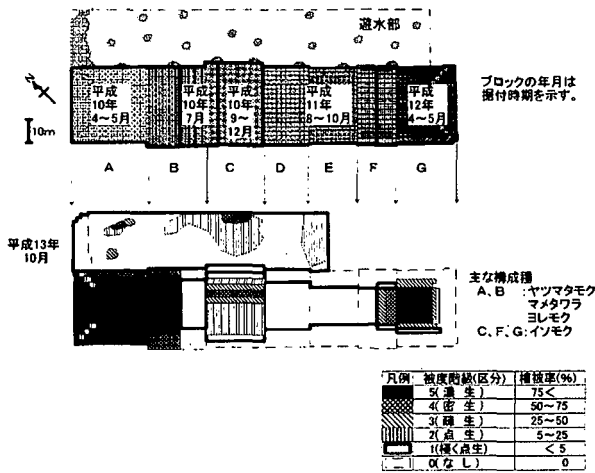 遊水部
平成
10年
4～5月
平成
10年
7月
平成
10年
9～
12月
平成
11年
8～10月
平成
12年
4～5月
ブロックの年月は
据付時期を示す。
10m
A B C D E F G
平成13年
10月
主な構成種
A、B :ヤツマタモク
マメタワラ
ヨレモク
C、F、G:イソモク
凡例 被度階級(区分) 植被率(%)
5(濃 生) 75<
4(密 生) 50～75
3(疎 生) 25～50
2(点 生) 5～25
1(極く点生) <5
0(な し) 0